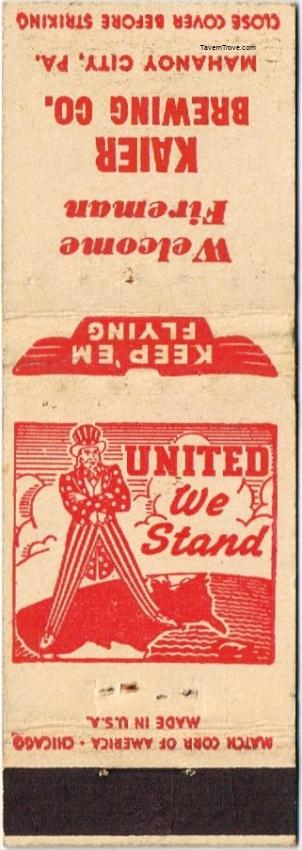 TavernTrove.com
CLOSE COVER BEFORE STRIKING
MAHANOY CITY, PA.
BREWING CO.
KAIER
Fireman
Welcome
KEEP 'EM
FLYING
UNITED
We
Stand
MADE IN U.S.A.
MATCH CORP. OF AMERICA • CHICAGO